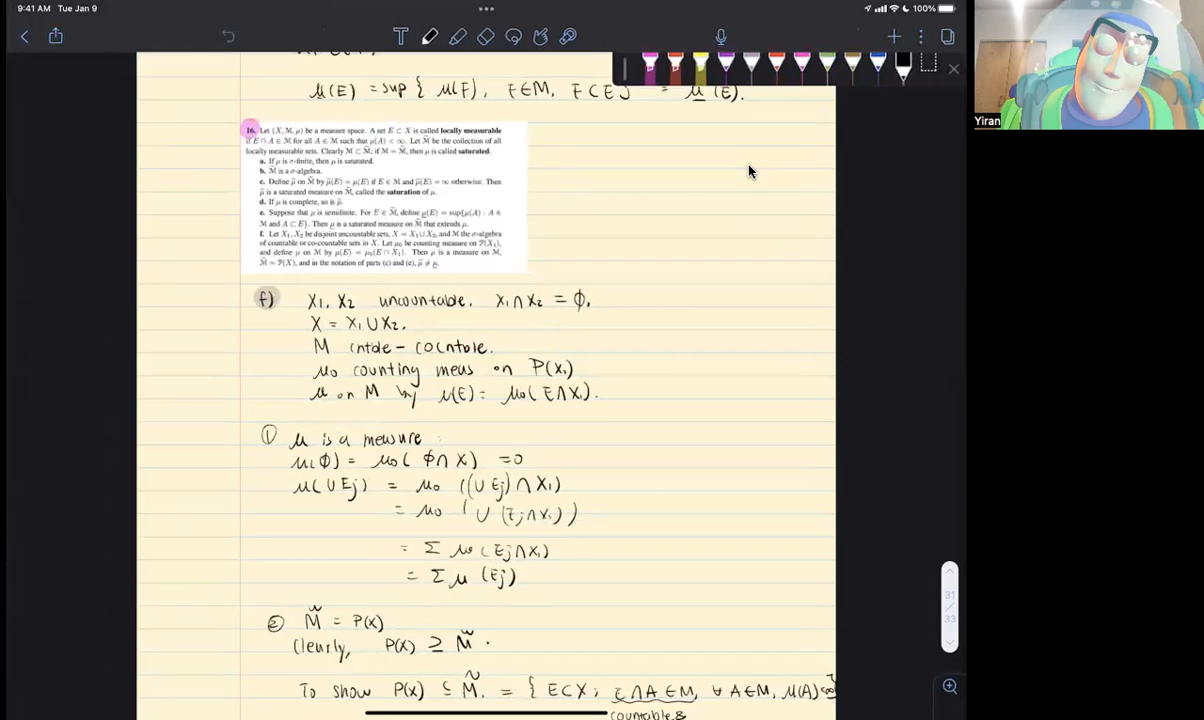 9:41 AM Tue Jan 9
100%
μ(E) = sup { μ(F), F∈M, F⊂E} = μ(E).
16. Let (X, M, μ) be a measure space. A set E ⊂ X is called locally measurable
if E ∩ A ∈ M for all A ∈ M such that μ(A) < ∞. Let M̃ be the collection of all
locally measurable sets. Clearly M ⊂ M̃; if M = M̃, then μ is called saturated.
a. If μ is σ-finite, then μ is saturated.
b. M̃ is a σ-algebra.
c. Define μ̃ on M̃ by μ̃(E) = μ(E) if E ∈ M and μ̃(E) = ∞ otherwise. Then
μ̃ is a saturated measure on M̃, called the saturation of μ.
d. If μ is complete, so is μ̃.
e. Suppose that μ is semifinite. For E ∈ M̃, define μ(E) = sup{μ(A) : A ∈
M and A ⊂ E}. Then μ is a saturated measure on M̃ that extends μ.
f. Let X₁, X₂ be disjoint uncountable sets, X = X₁ ∪ X₂, and M the σ-algebra
of countable or co-countable sets in X. Let μ₀ be counting measure on P(X₁),
and define μ on M by μ(E) = μ₀(E ∩ X₁). Then μ is a measure on M,
M̃ = P(X), and in the notation of parts (c) and (e), μ̃ ≠ μ.
f) X₁, X₂ uncountable. X₁∩X₂ = ϕ,
X = X₁∪X₂.
M cntble - cocntble.
μ₀ counting meas on P(X₁)
μ on M by μ(E) = μ₀(E∩X₁).
① μ is a measure
μ(ϕ) = μ₀( ϕ∩X) =0
μ(∪Ej) = μ₀ ((∪Ej)∩X₁)
= μ₀ ( ∪ (Ej∩X₁) )
= Σ μ₀(Ej∩X₁)
= Σ μ (Ej)
② M̃ = P(X)
Clearly, P(X) ≥ M̃ .
To show P(X) ⊆ M̃. = { E⊂X; E∩A∈M, ∀ A∈M, μ(A)
countable &
31
/
33
Yiran